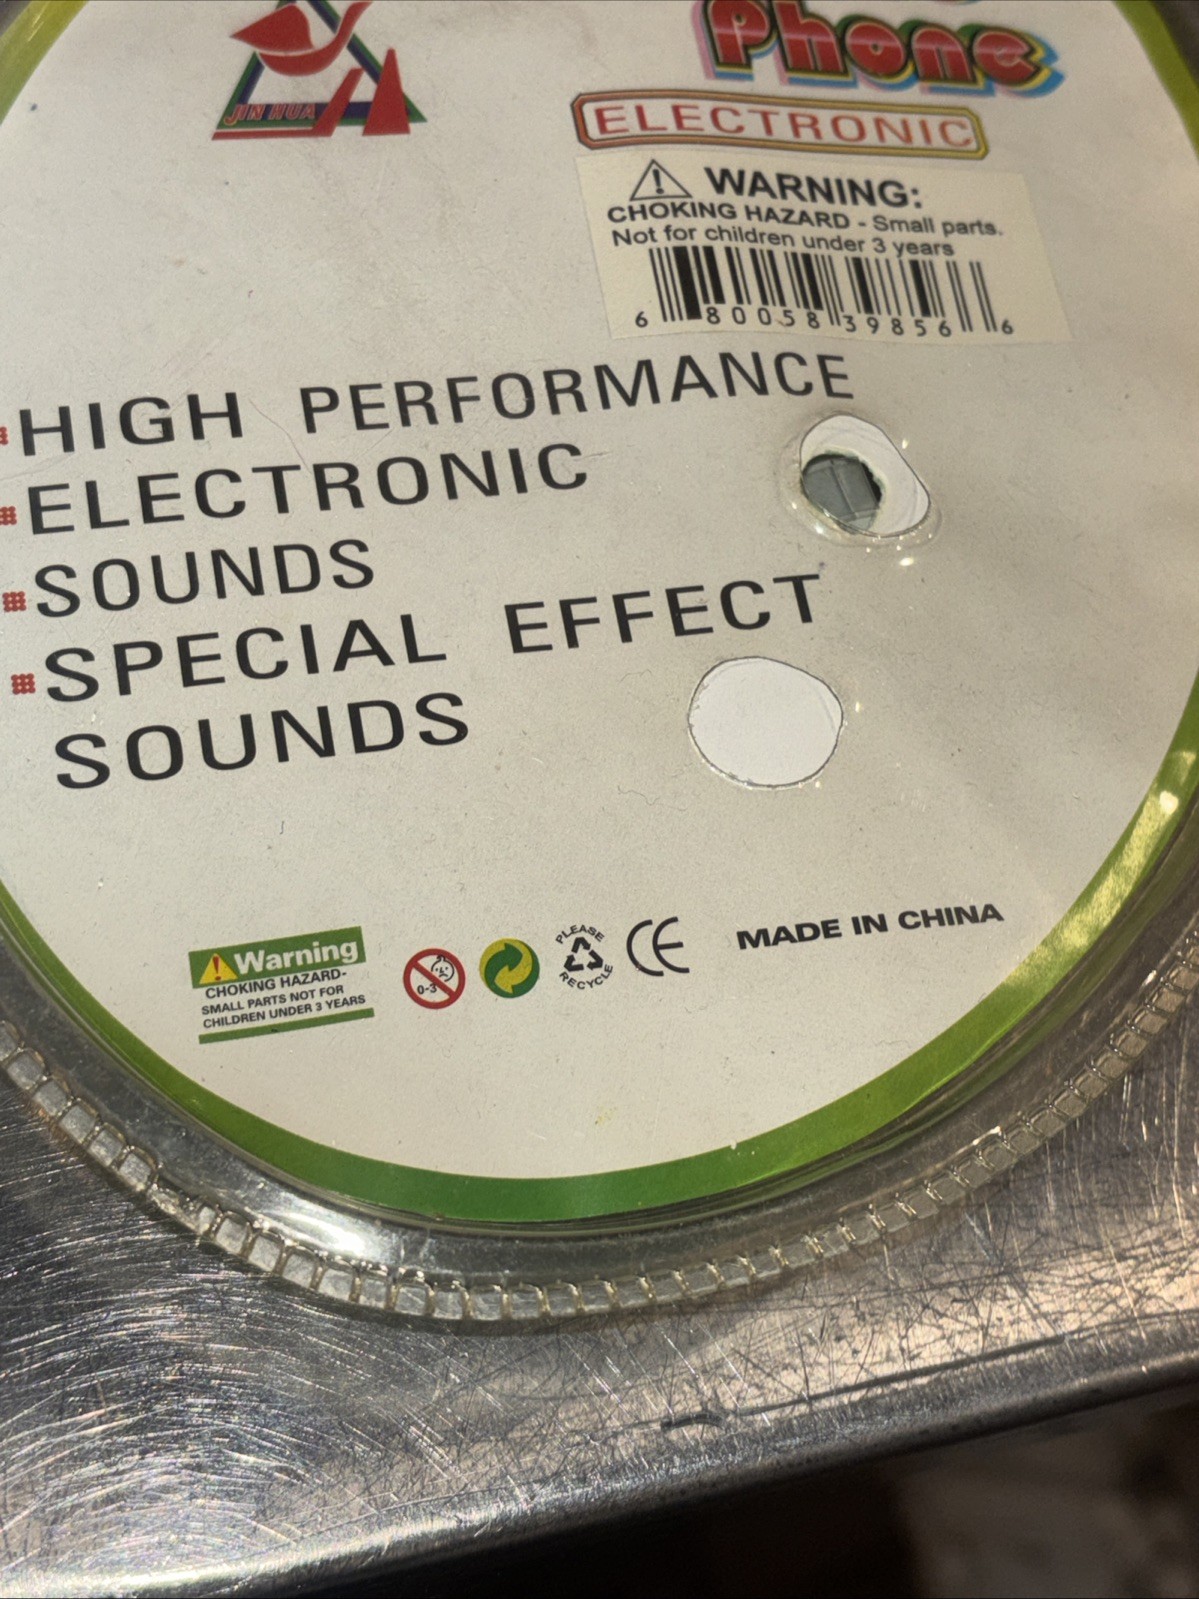 JIN HUA
Phone
ELECTRONIC
WARNING:
CHOKING HAZARD - Small parts.
Not for children under 3 years
6 80058 39856 6
HIGH PERFORMANCE
ELECTRONIC
SOUNDS
SPECIAL EFFECT
SOUNDS
Warning
CHOKING HAZARD-
SMALL PARTS NOT FOR
CHILDREN UNDER 3 YEARS
0-3
PLEASE
RECYCLE
CE
MADE IN CHINA